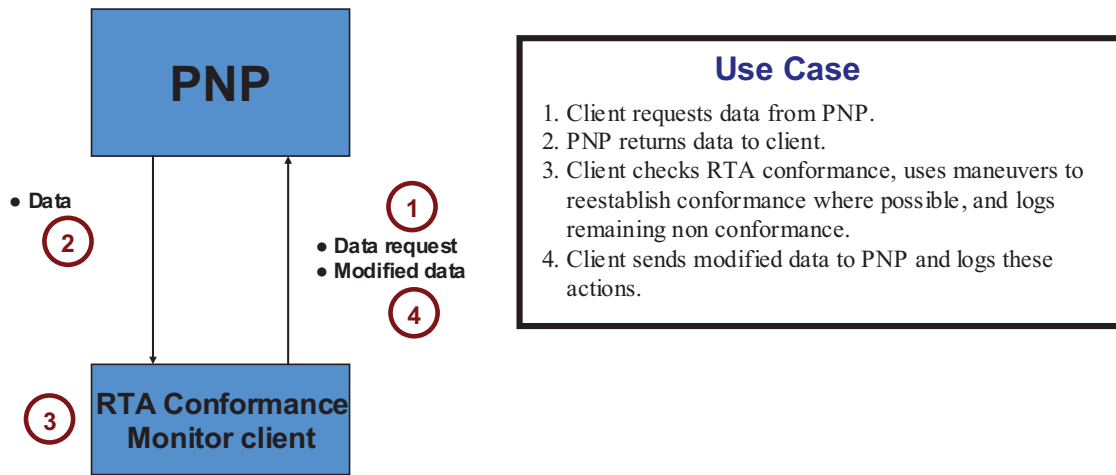 PNP
● Data
2
1
● Data request
● Modified data
4
3
RTA Conformance
Monitor client
Use Case
1. Client requests data from PNP.
2. PNP returns data to client.
3. Client checks RTA conformance, uses maneuvers to
reestablish conformance where possible, and logs
remaining non conformance.
4. Client sends modified data to PNP and logs these
actions.